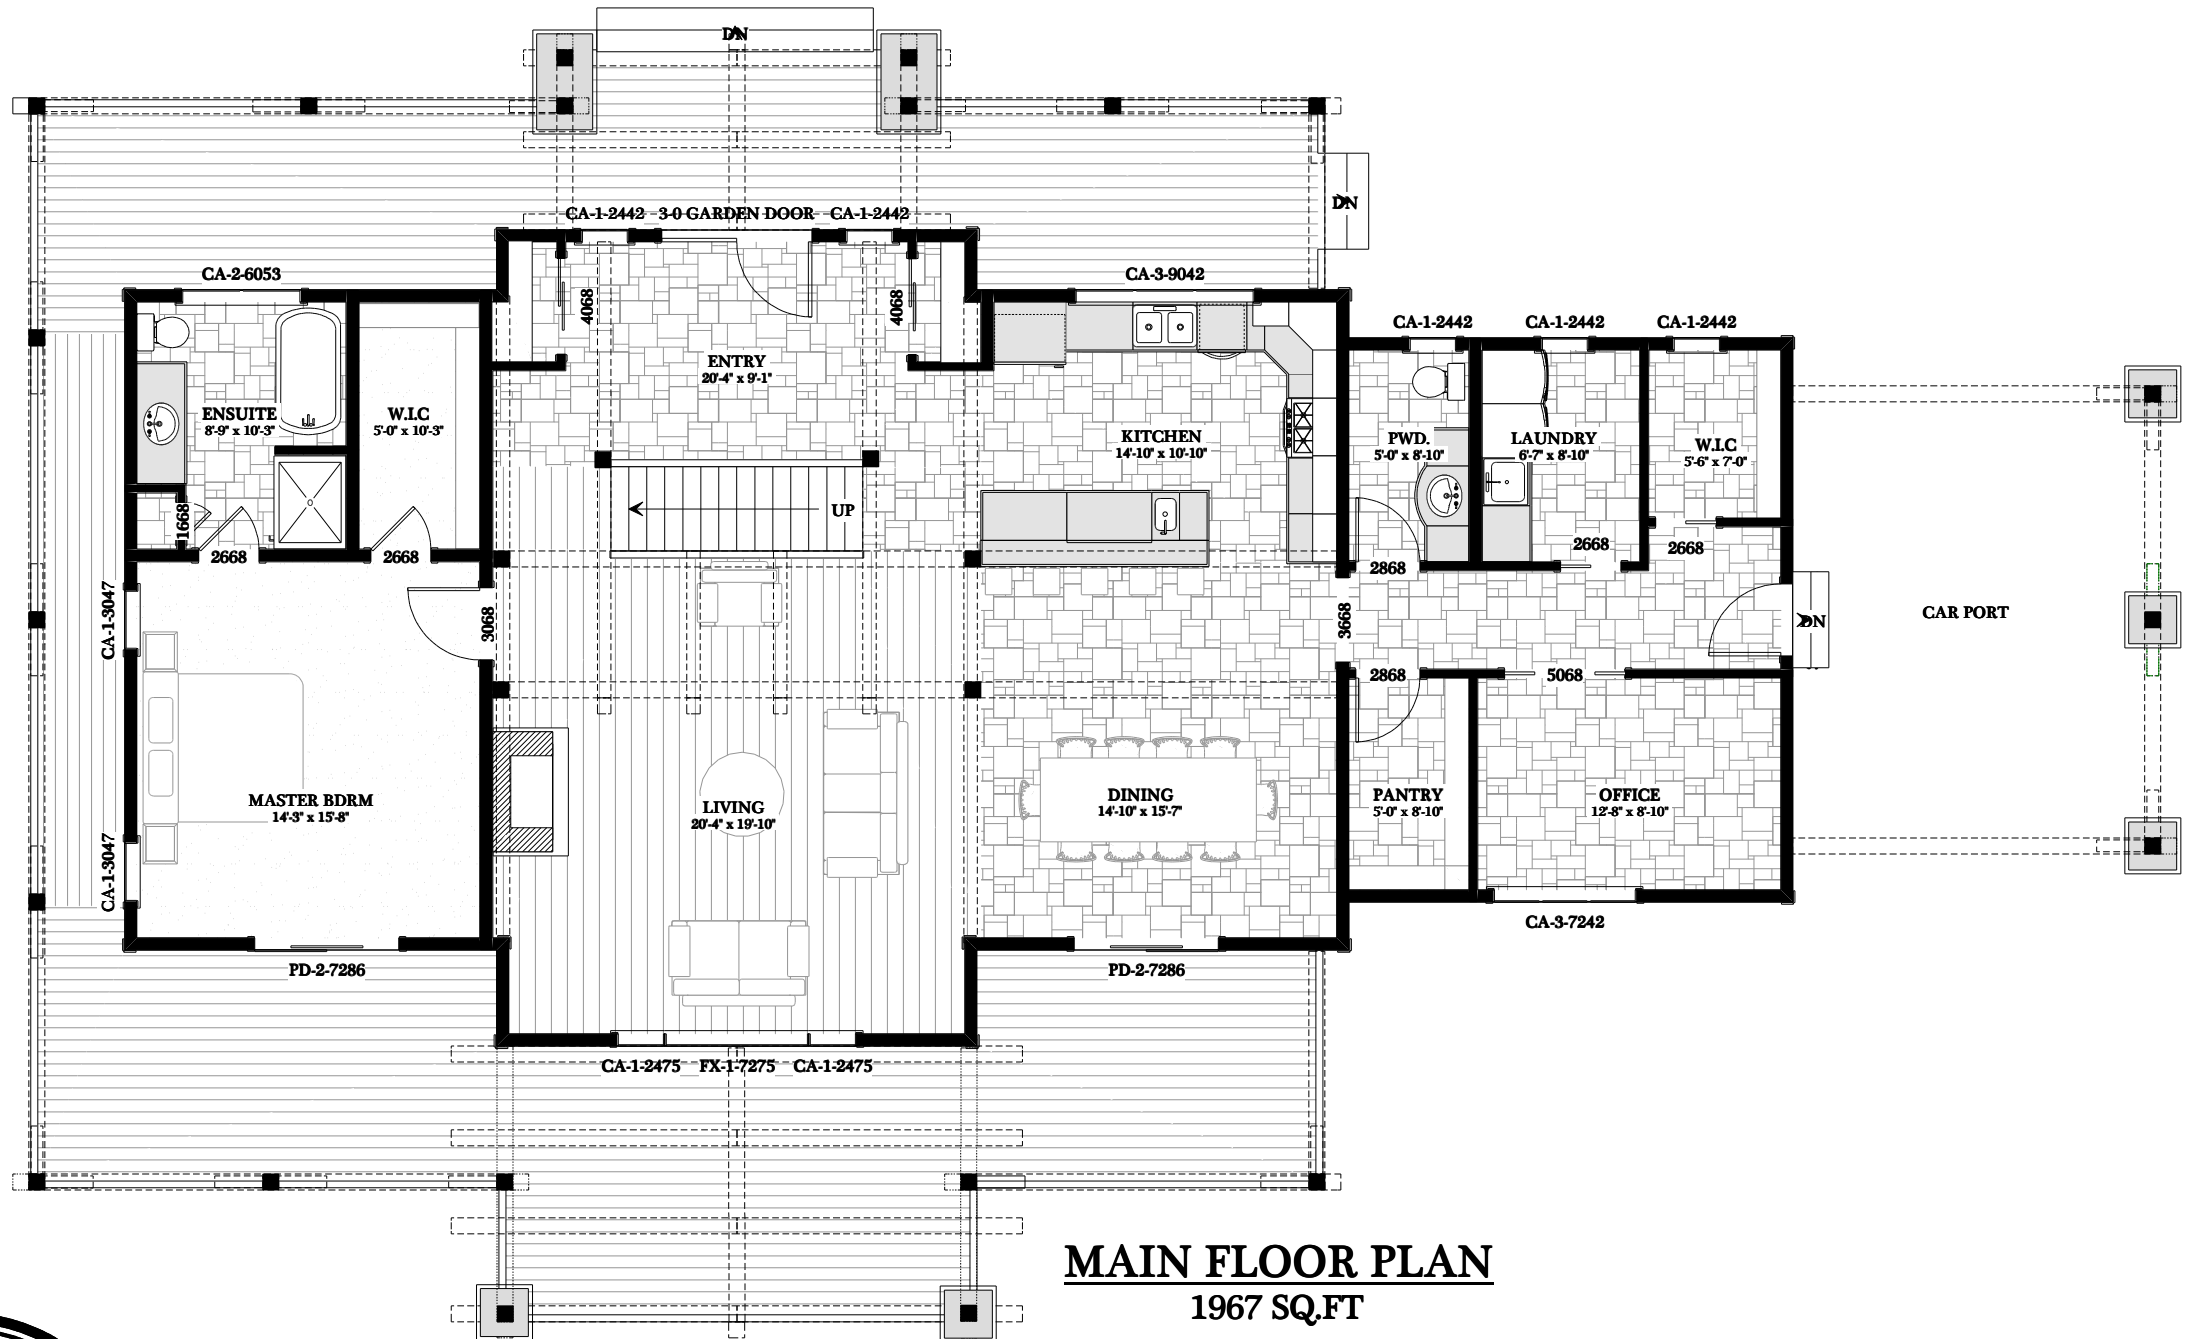 DN
DN
CA-1-2442 3-0 GARDEN DOOR CA-1-2442
CA-2-6053
CA-3-9042
4068
4068
CA-1-2442
CA-1-2442
CA-1-2442
ENTRY
20'-4" x 9'-1"
ENSUITE
8'-9" x 10'-3"
W.I.C
5'-0" x 10'-3"
KITCHEN
14'-10" x 10'-10"
PWD.
5'-0" x 8'-10"
LAUNDRY
6'-7" x 8'-10"
W.I.C
5'-6" x 7'-0"
1668
UP
2668
2668
2868
2668
2668
CA-1-3047
3068
3668
DN
CAR PORT
2868
5068
MASTER BDRM
14'-3" x 15'-8"
LIVING
20'-4" x 19'-10"
DINING
14'-10" x 15'-7"
PANTRY
5'-0" x 8'-10"
OFFICE
12'-8" x 8'-10"
CA-1-3047
CA-3-7242
PD-2-7286
PD-2-7286
CA-1-2475 FX-1-7275 CA-1-2475
MAIN FLOOR PLAN
1967 SQ.FT